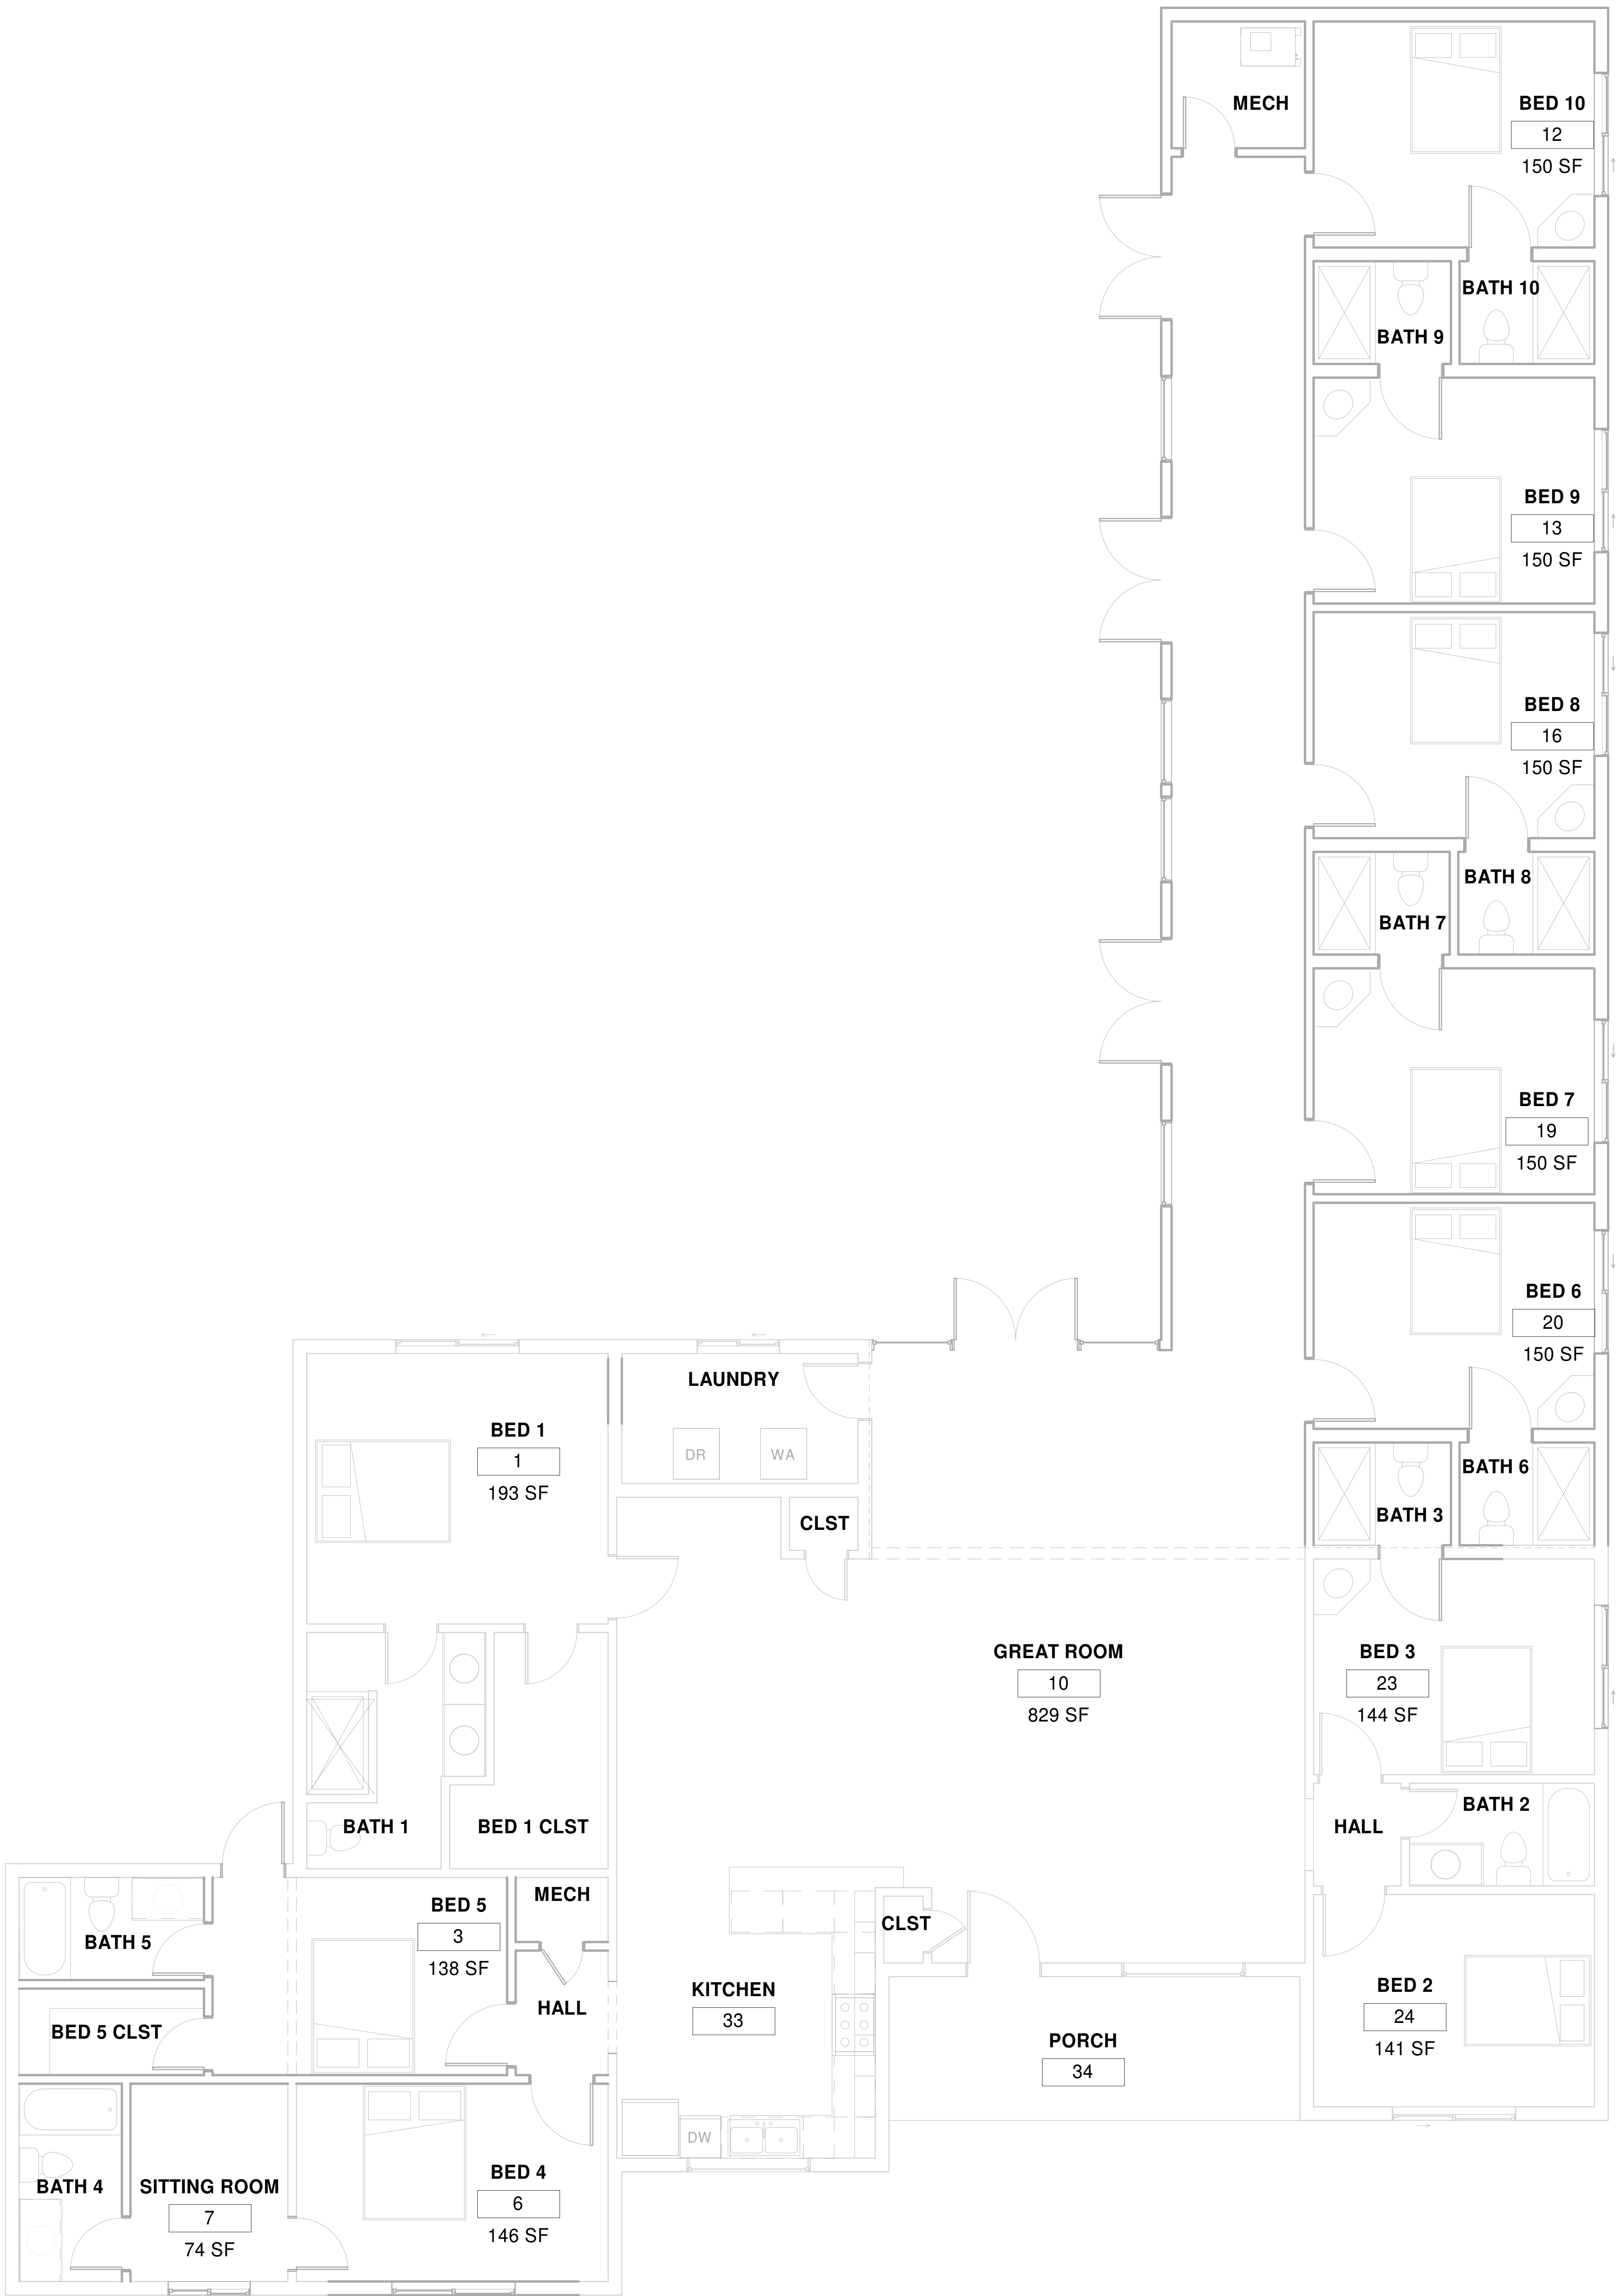 MECH
BED 10
12
150 SF
BATH 10
BATH 9
BED 9
13
150 SF
BED 8
16
150 SF
BATH 8
BATH 7
BED 7
19
150 SF
BED 6
20
150 SF
LAUNDRY
DR
WA
BED 1
1
193 SF
BATH 6
BATH 3
CLST
GREAT ROOM
10
829 SF
BED 3
23
144 SF
BATH 2
HALL
BATH 1
BED 1 CLST
MECH
BED 5
3
138 SF
BATH 5
CLST
KITCHEN
33
HALL
BED 5 CLST
PORCH
34
BED 2
24
141 SF
DW
BATH 4
SITTING ROOM
7
74 SF
BED 4
6
146 SF